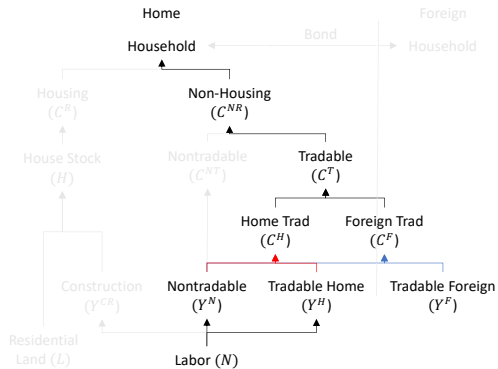 Home
Foreign
Household
Bond
Household
Housing
(C^R)
Non-Housing
(C^{NR})
House Stock
(H)
Nontradable
(C^{NT})
Tradable
(C^T)
Home Trad
(C^H)
Foreign Trad
(C^F)
Construction
(Y^{CR})
Nontradable
(Y^N)
Tradable Home
(Y^H)
Tradable Foreign
(Y^F)
Residential
Land (L)
Labor (N)